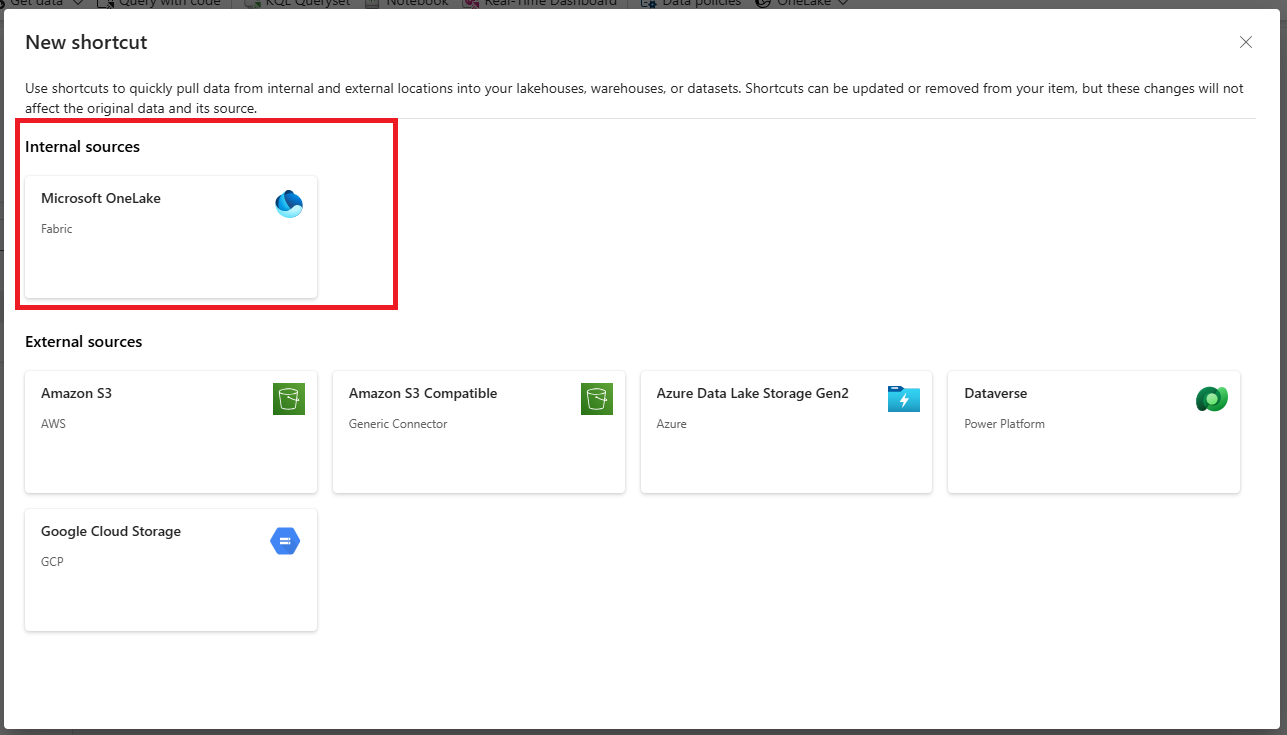 Get data
Query with code
KQL Queryset
Notebook
Real-Time Dashboard
Data policies
OneLake
New shortcut
Use shortcuts to quickly pull data from internal and external locations into your lakehouses, warehouses, or datasets. Shortcuts can be updated or removed from your item, but these changes will not
affect the original data and its source.
Internal sources
Microsoft OneLake
Fabric
External sources
Amazon S3
AWS
Amazon S3 Compatible
Generic Connector
Azure Data Lake Storage Gen2
Azure
Dataverse
Power Platform
Google Cloud Storage
GCP